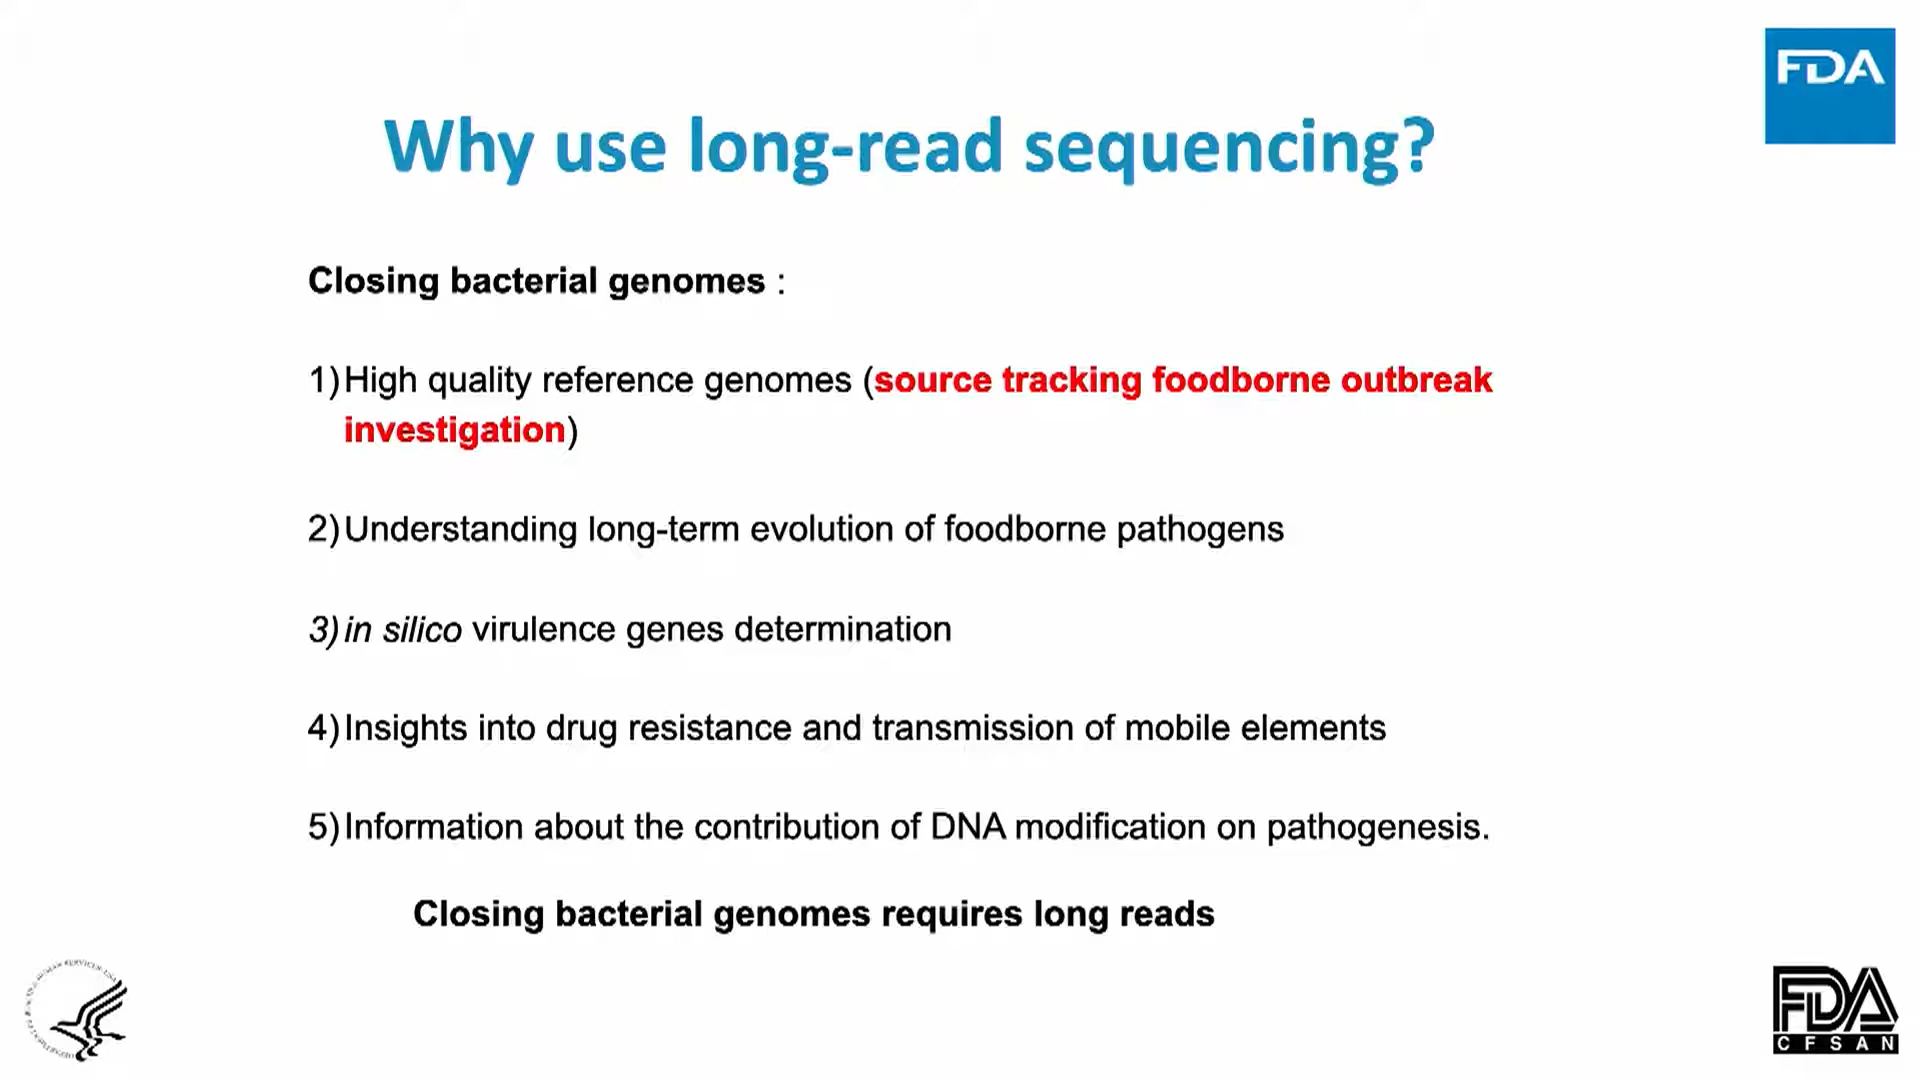 FDA
Why use long-read sequencing?
Closing bacterial genomes :
1) High quality reference genomes (source tracking foodborne outbreak
investigation)
2) Understanding long-term evolution of foodborne pathogens
3) in silico virulence genes determination
4) Insights into drug resistance and transmission of mobile elements
5) Information about the contribution of DNA modification on pathogenesis.
Closing bacterial genomes requires long reads
FDA
CFSAN